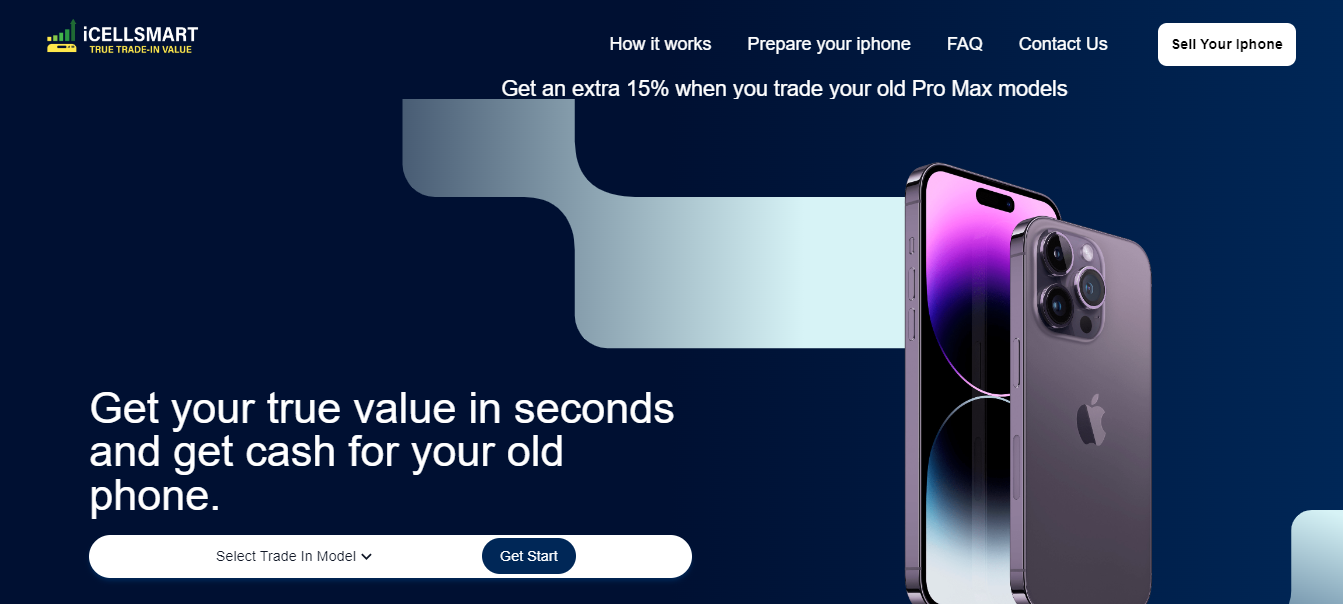 iCELLSMART
TRUE TRADE-IN VALUE
How it works
Prepare your iphone
FAQ
Contact Us
Sell Your Iphone
Get an extra 15% when you trade your old Pro Max models
Get your true value in seconds
and get cash for your old
phone.
Select Trade In Model
Get Start